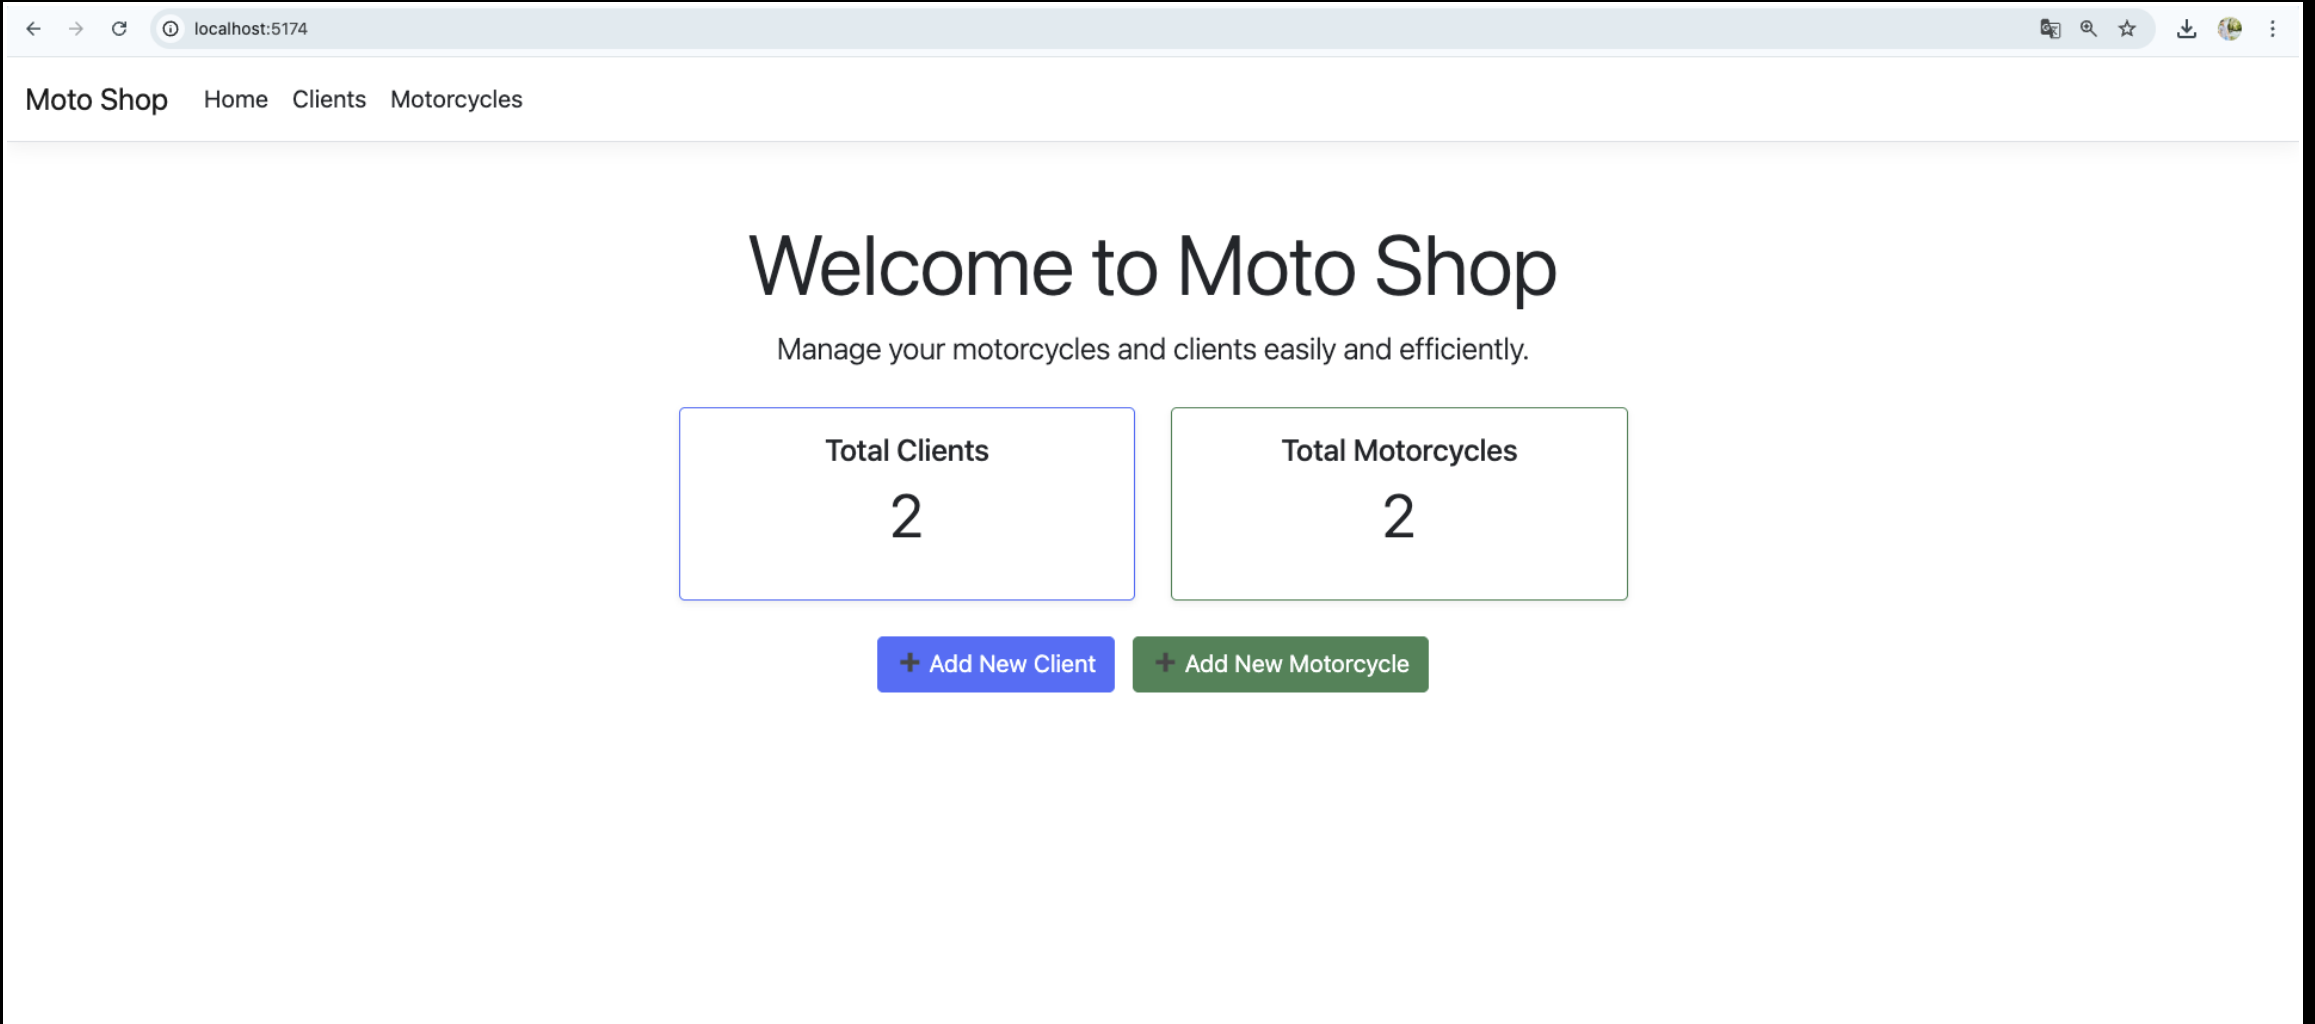 localhost:5174
Moto Shop Home Clients Motorcycles
Welcome to Moto Shop
Manage your motorcycles and clients easily and efficiently.
Total Clients
2
Total Motorcycles
2
➕ Add New Client
➕ Add New Motorcycle